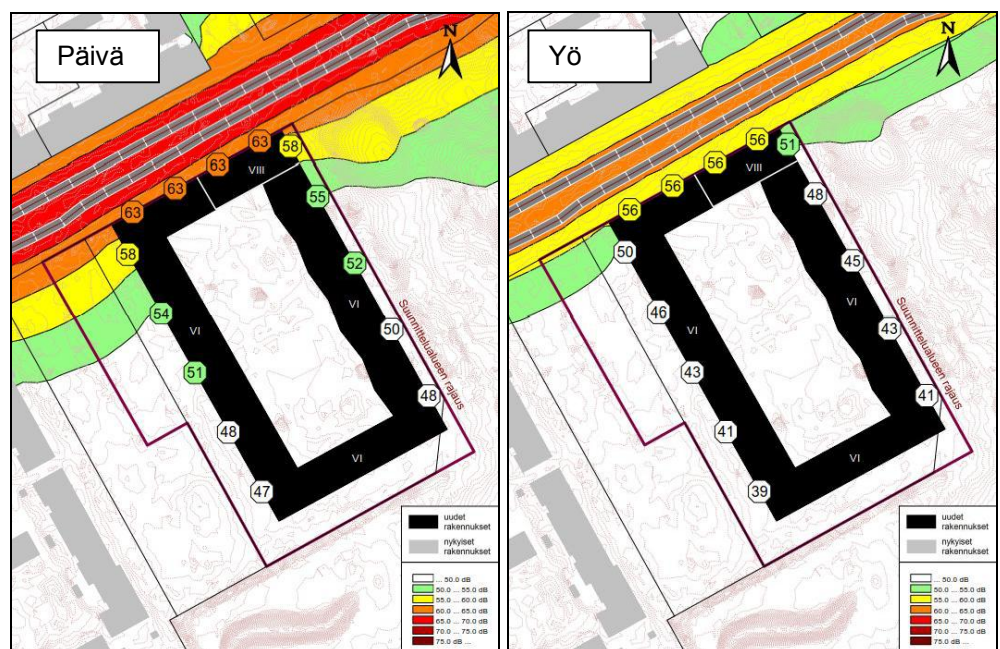 Päivä
N
63
63
58
63
VIII
63
55
58
52
54
VI
50
VI
51
Suunnittelualueen rajaus
48
48
VI
47
uudet
rakennukset
nykyiset
rakennukset
... 50.0 dB
50.0 ... 55.0 dB
55.0 ... 60.0 dB
60.0 ... 65.0 dB
65.0 ... 70.0 dB
70.0 ... 75.0 dB
75.0 dB ...
Yö
N
56
51
56
VIII
56
48
56
50
45
46
VI
43
VI
43
Suunnittelualueen rajaus
41
41
VI
39
uudet
rakennukset
nykyiset
rakennukset
... 50.0 dB
50.0 ... 55.0 dB
55.0 ... 60.0 dB
60.0 ... 65.0 dB
65.0 ... 70.0 dB
70.0 ... 75.0 dB
75.0 dB ...